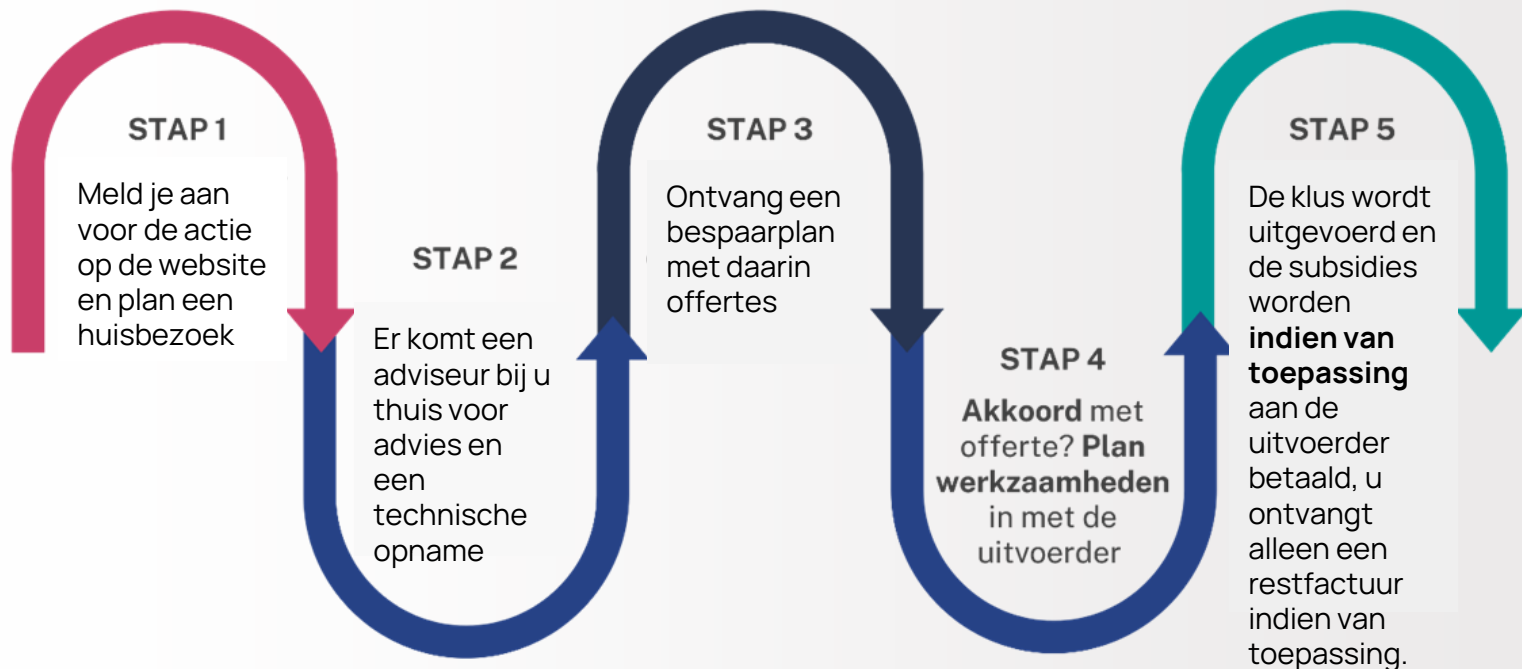 STAP 1
Meld je aan
voor de actie
op de website
en plan een
huisbezoek
STAP 2
Er komt een
adviseur bij u
thuis voor
advies en
een
technische
opname
STAP 3
Ontvang een
bespaarplan
met daarin
offertes
STAP 4
Akkoord met
offerte? Plan
werkzaamheden
in met de
uitvoerder
STAP 5
De klus wordt
uitgevoerd en
de subsidies
worden
indien van
toepassing
aan de
uitvoerder
betaald, u
ontvangt
alleen een
restfactuur
indien van
toepassing.